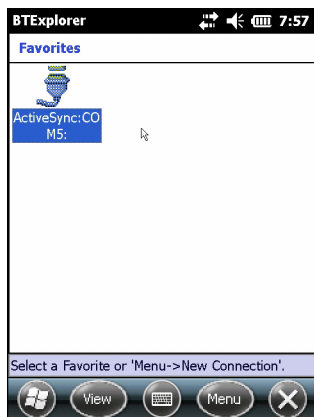 BTExplorer 7:57
Favorites
ActiveSync:CO
M5:
Select a Favorite or 'Menu->New Connection'.
View Menu